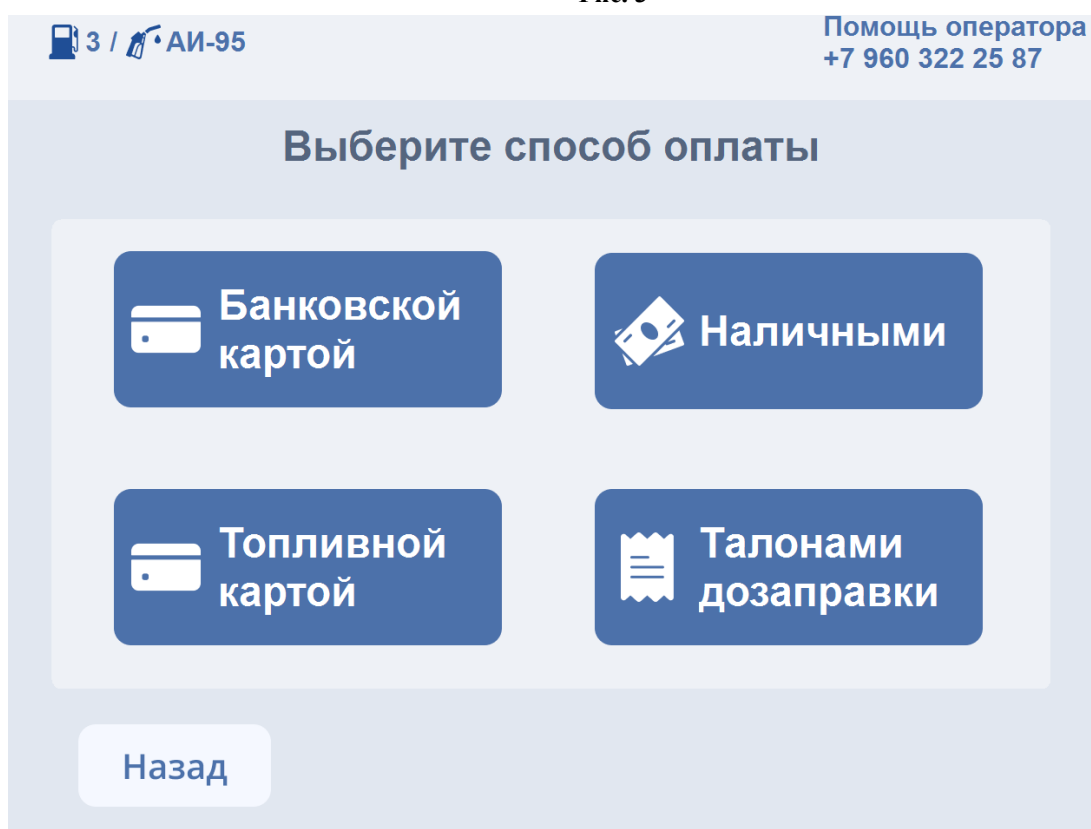 3 / АИ-95
Помощь оператора
+7 960 322 25 87
Выберите способ оплаты
Банковской
картой
Наличными
Топливной
картой
Талонами
дозаправки
Назад